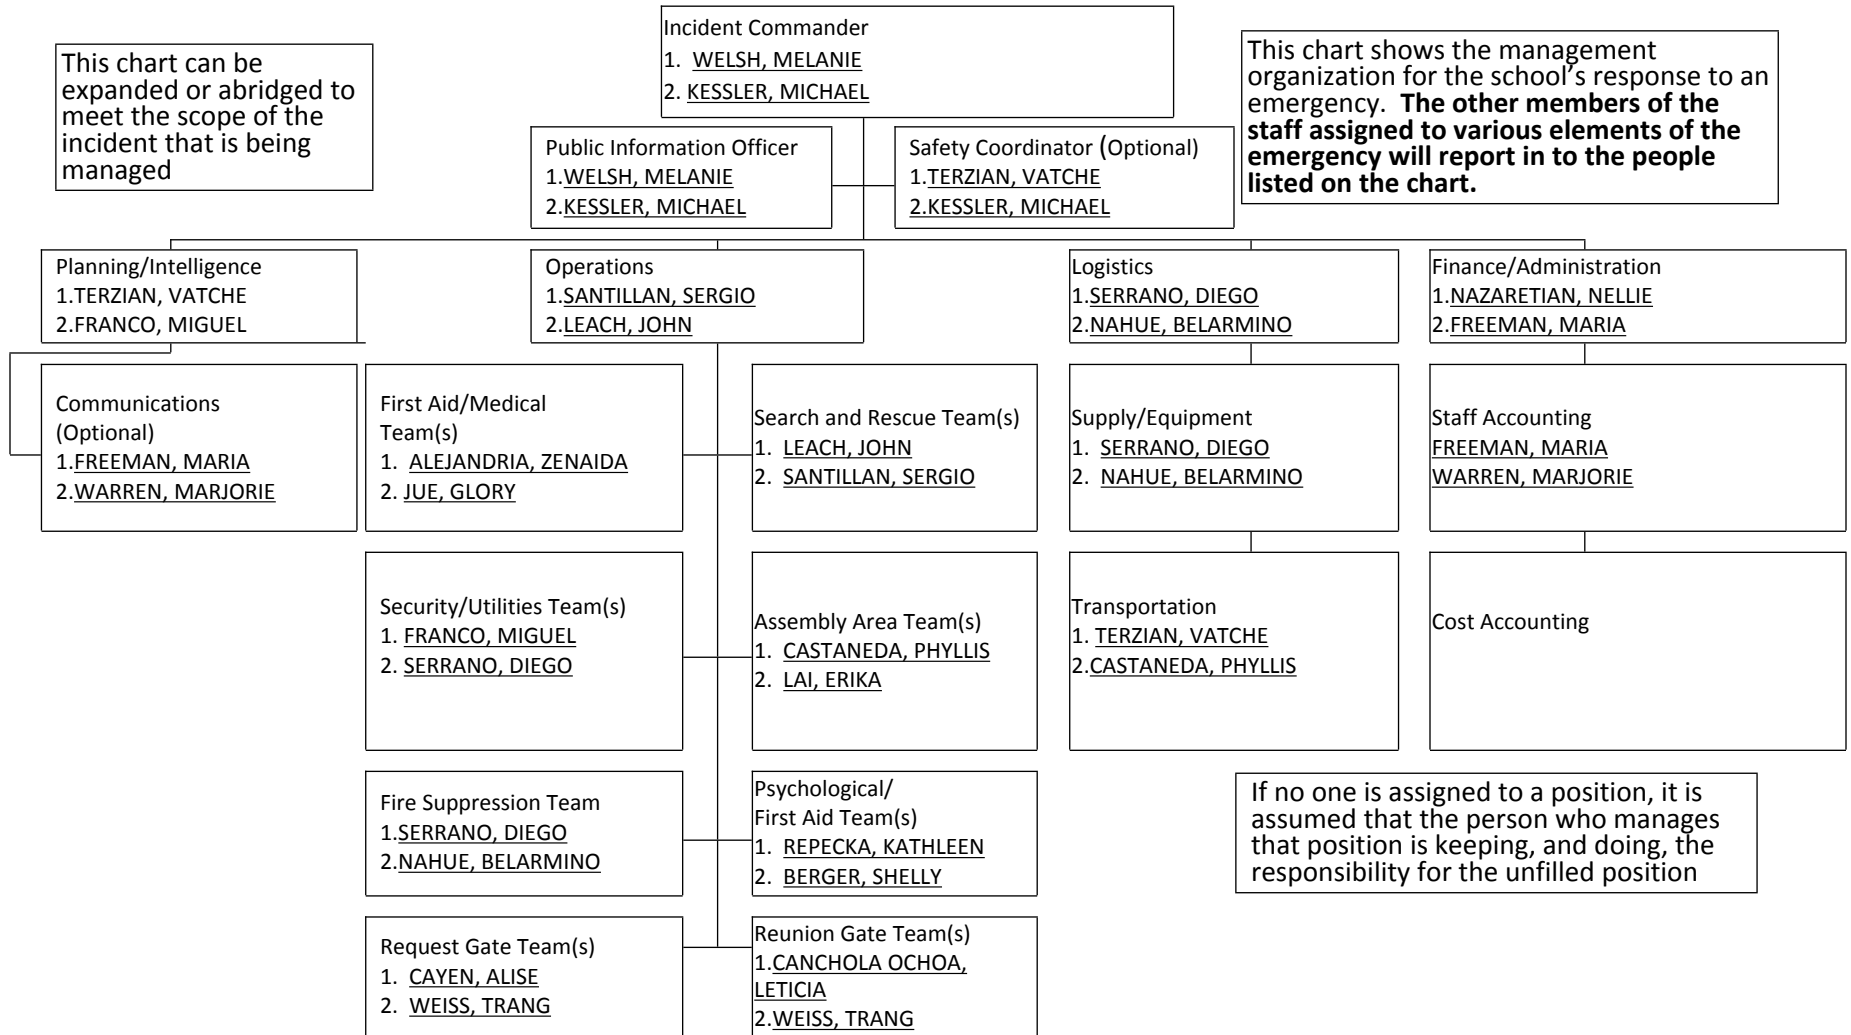 Incident Commander
1. WELSH, MELANIE
2. KESSLER, MICHAEL
This chart can be
expanded or abridged to
meet the scope of the
incident that is being
managed
This chart shows the management
organization for the school’s response to an
emergency. The other members of the
staff assigned to various elements of the
emergency will report in to the people
listed on the chart.
Public Information Officer
1.WELSH, MELANIE
2.KESSLER, MICHAEL
Safety Coordinator (Optional)
1.TERZIAN, VATCHE
2.KESSLER, MICHAEL
Planning/Intelligence
1.TERZIAN, VATCHE
2.FRANCO, MIGUEL
Operations
1.SANTILLAN, SERGIO
2.LEACH, JOHN
Logistics
1.SERRANO, DIEGO
2.NAHUE, BELARMINO
Finance/Administration
1.NAZARETIAN, NELLIE
2.FREEMAN, MARIA
Communications
(Optional)
1.FREEMAN, MARIA
2.WARREN, MARJORIE
First Aid/Medical
Team(s)
1. ALEJANDRIA, ZENAIDA
2. JUE, GLORY
Search and Rescue Team(s)
1. LEACH, JOHN
2. SANTILLAN, SERGIO
Supply/Equipment
1. SERRANO, DIEGO
2. NAHUE, BELARMINO
Staff Accounting
FREEMAN, MARIA
WARREN, MARJORIE
Security/Utilities Team(s)
1. FRANCO, MIGUEL
2. SERRANO, DIEGO
Assembly Area Team(s)
1. CASTANEDA, PHYLLIS
2. LAI, ERIKA
Transportation
1. TERZIAN, VATCHE
2.CASTANEDA, PHYLLIS
Cost Accounting
Fire Suppression Team
1.SERRANO, DIEGO
2.NAHUE, BELARMINO
Psychological/
First Aid Team(s)
1. REPECKA, KATHLEEN
2. BERGER, SHELLY
If no one is assigned to a position, it is
assumed that the person who manages
that position is keeping, and doing, the
responsibility for the unfilled position
Request Gate Team(s)
1. CAYEN, ALISE
2. WEISS, TRANG
Reunion Gate Team(s)
1.CANCHOLA OCHOA,
LETICIA
2.WEISS, TRANG